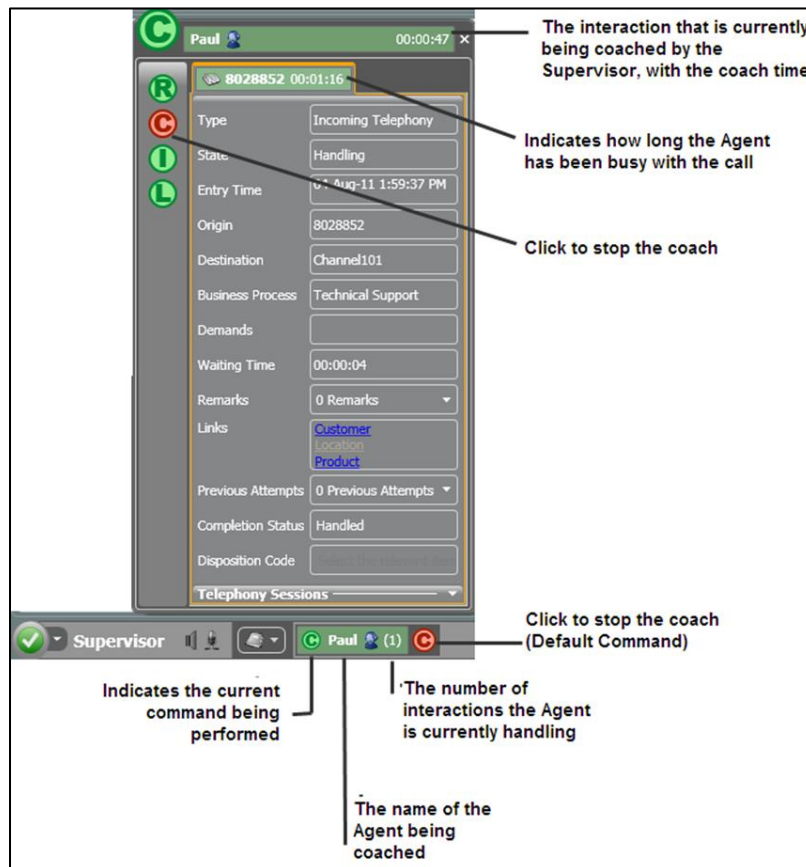 C
Paul 00:00:47 ×
The interaction that is currently
being coached by the
Supervisor, with the coach time
8028852 00:01:16
R
C
I
L
Indicates how long the Agent
has been busy with the call
Click to stop the coach
Type Incoming Telephony
State Handling
Entry Time 04 Aug-11 1:59:37 PM
Origin 8028852
Destination Channel101
Business Process Technical Support
Demands
Waiting Time 00:00:04
Remarks 0 Remarks
Links Customer
Location
Product
Previous Attempts 0 Previous Attempts
Completion Status Handled
Disposition Code Select the relevant
Telephony Sessions
Supervisor C Paul (1) C
Click to stop the coach
(Default Command)
Indicates the current
command being
performed
The number of
interactions the Agent
is currently handling
The name of the
Agent being
coached